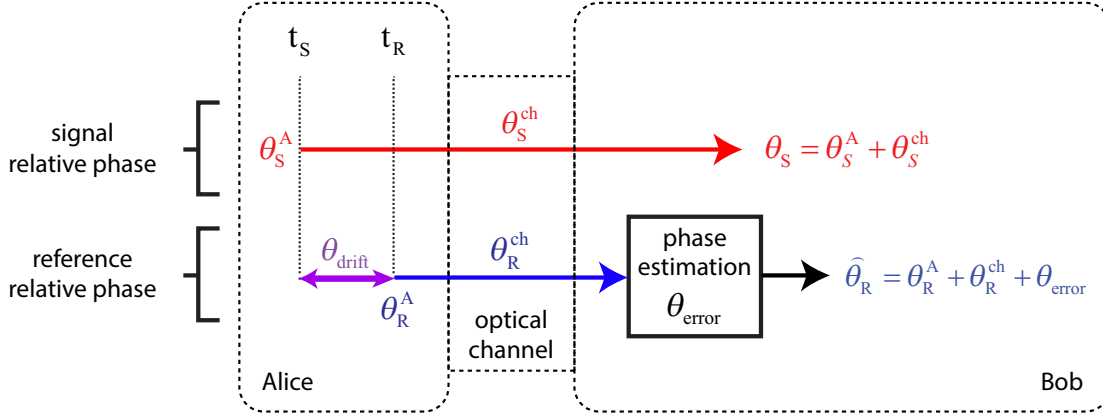 t_S t_R
signal
relative phase
θ_S^A
θ_S^ch
θ_S = θ_S^A + θ_S^ch
reference
relative phase
θ_drift
θ_R^A
θ_R^ch
phase
estimation
θ_error
θ̂_R = θ_R^A + θ_R^ch + θ_error
optical
channel
Alice
Bob